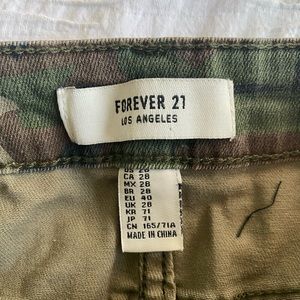 FOREVER 21
LOS ANGELES
CA 28
MX 28
BR 28
EU 40
UK 28
KR 71
JP 71
CN 165/71A
MADE IN CHINA